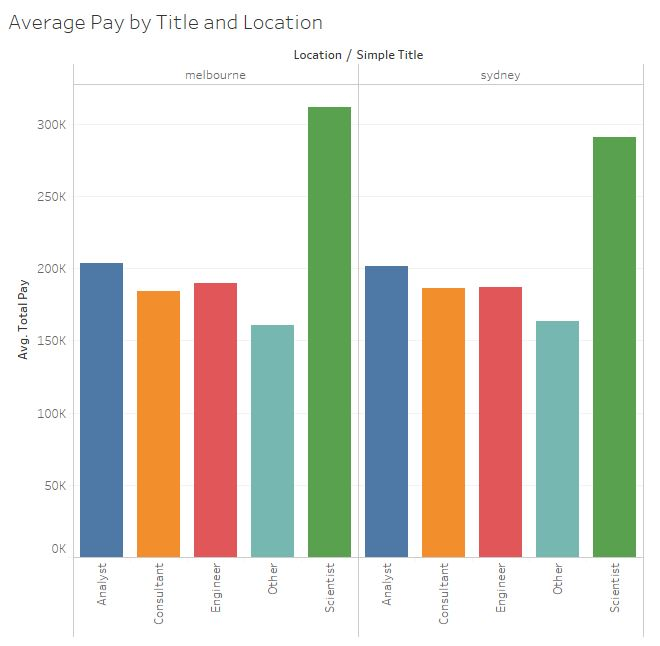 Average Pay by Title and Location
Location / Simple Title
melbourne
sydney
Avg. Total Pay
300K
250K
200K
150K
100K
50K
0K
Analyst
Consultant
Engineer
Other
Scientist
Analyst
Consultant
Engineer
Other
Scientist